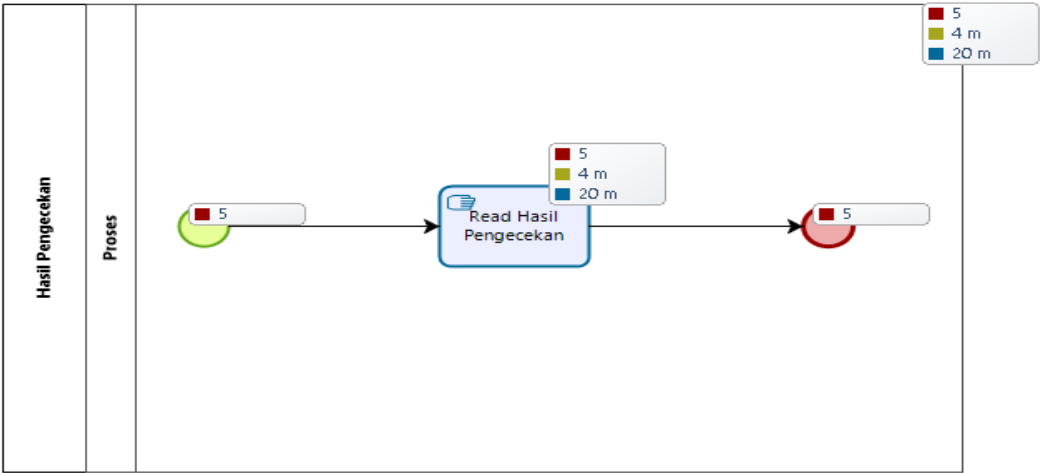 Hasil Pengecekan
Proses
5
4 m
20 m
5
5
4 m
20 m
Read Hasil
Pengecekan
5